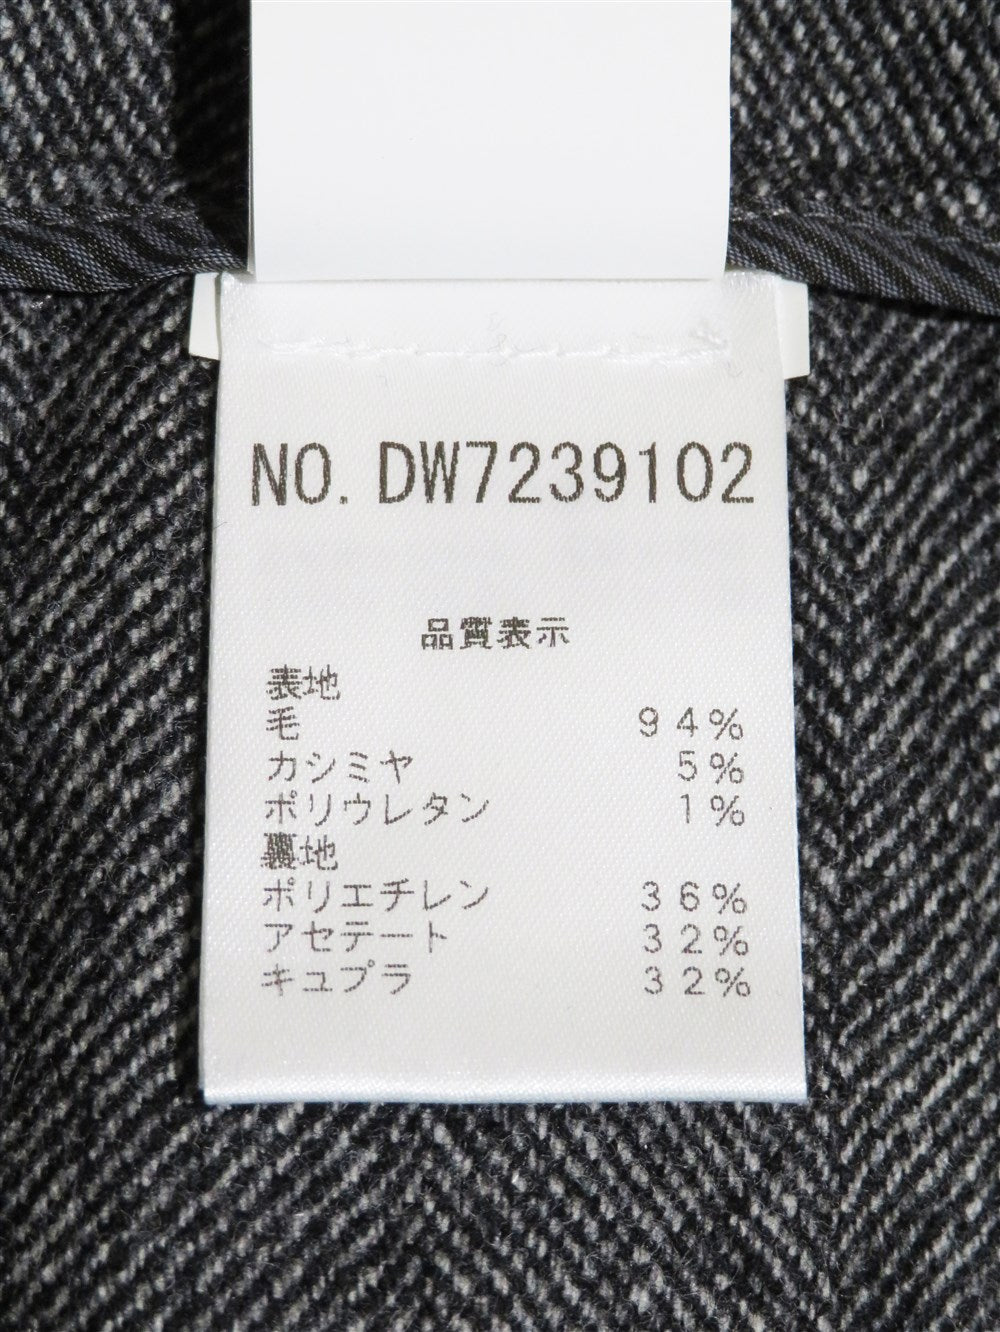 NO.DW7239102
品質表示
表地
毛 94%
カシミヤ 5%
ポリウレタン 1%
裏地
ポリエチレン 36%
アセテート 32%
キュプラ 32%